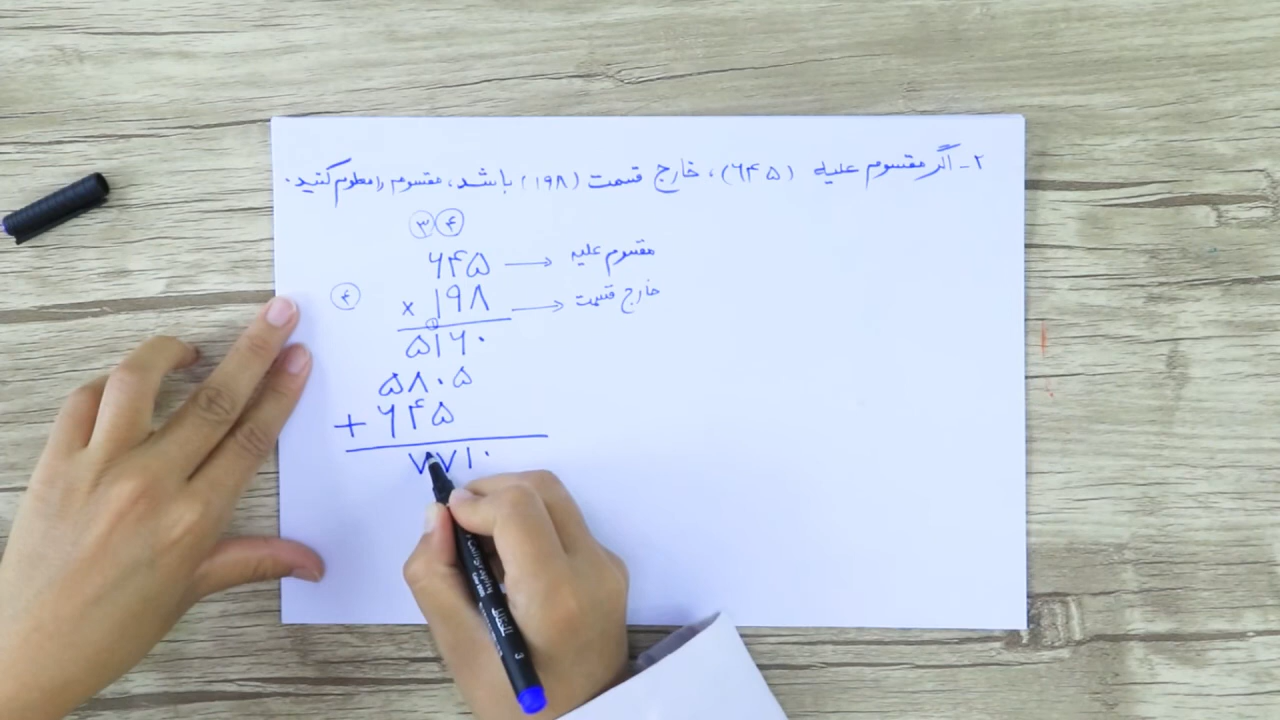 ۲- اگر مقسوم علیه (۶۴۵)، خارج قسمت (۱۹۸) باشد، مقسوم را معلوم کنید.
۳ ۴
۶۴۵ → مقسوم علیه
۴
× ۱۹۸ → خارج قسمت
۱
۵۱۶۰
۵۸۰۵
+ ۶۴۵
۷۷۱۰